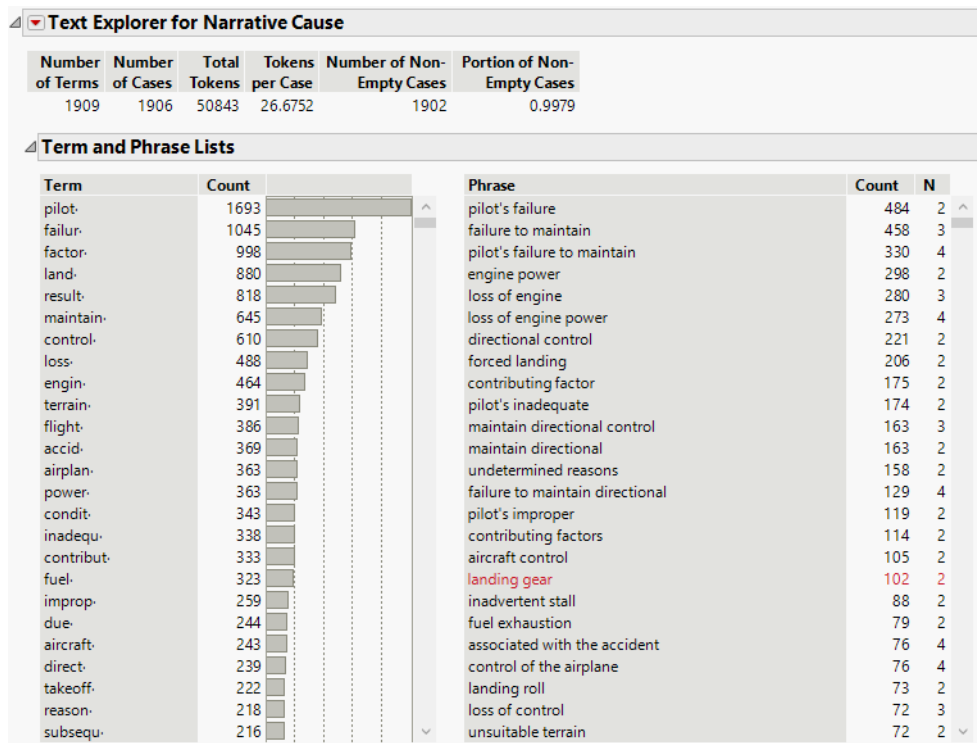 Text Explorer for Narrative Cause
Number of Terms Number of Cases Total Tokens Tokens per Case Number of Non-Empty Cases Portion of Non-Empty Cases
1909 1906 50843 26.6752 1902 0.9979
Term and Phrase Lists
Term Count Phrase Count N
pilot· 1693 pilot's failure 484 2
failur· 1045 failure to maintain 458 3
factor· 998 pilot's failure to maintain 330 4
land· 880 engine power 298 2
result· 818 loss of engine 280 3
maintain· 645 loss of engine power 273 4
control· 610 directional control 221 2
loss· 488 forced landing 206 2
engin· 464 contributing factor 175 2
terrain· 391 pilot's inadequate 174 2
flight· 386 maintain directional control 163 3
accid· 369 maintain directional 163 2
airplan· 363 undetermined reasons 158 2
power· 363 failure to maintain directional 129 4
condit· 343 pilot's improper 119 2
inadequ· 338 contributing factors 114 2
contribut· 333 aircraft control 105 2
fuel· 323 landing gear 102 2
improp· 259 inadvertent stall 88 2
due· 244 fuel exhaustion 79 2
aircraft· 243 associated with the accident 76 4
direct· 239 control of the airplane 76 4
takeoff· 222 landing roll 73 2
reason· 218 loss of control 72 3
subsequ· 216 unsuitable terrain 72 2